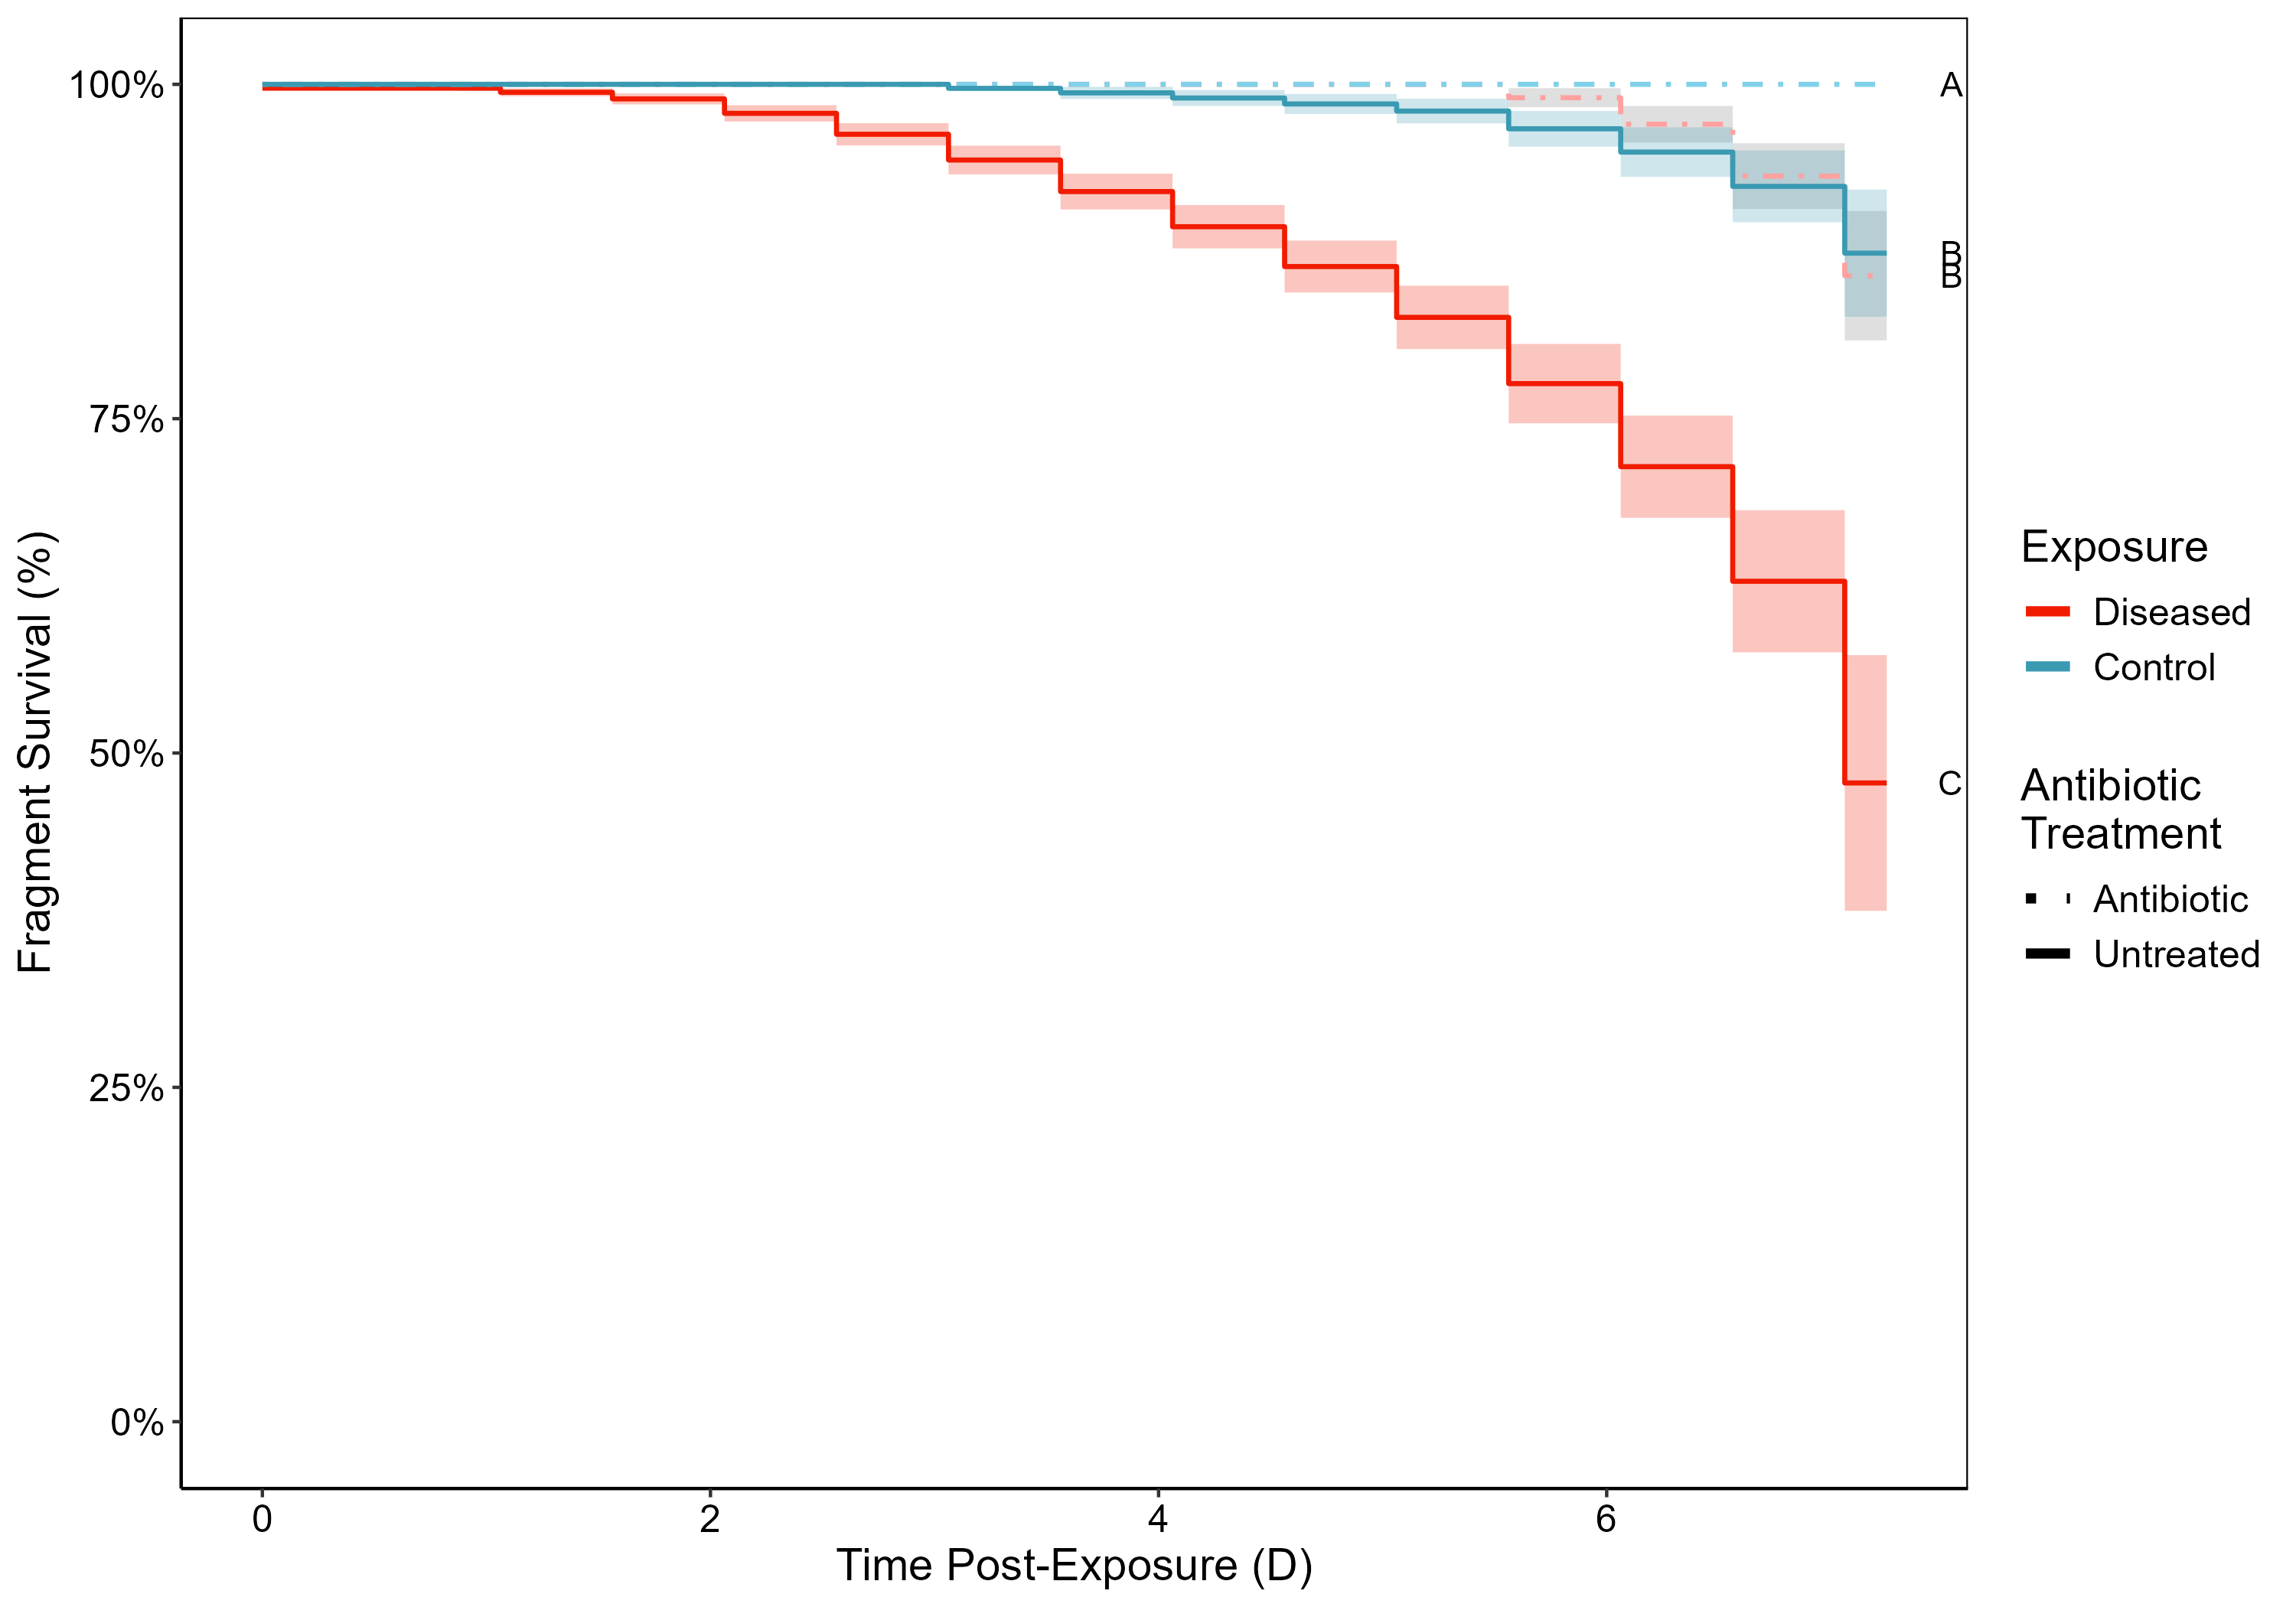 100%
75%
50%
25%
0%
Fragment Survival (%)
A
B
B
C
0
2
4
6
Time Post-Exposure (D)
Exposure
Diseased
Control
Antibiotic
Treatment
Antibiotic
Untreated